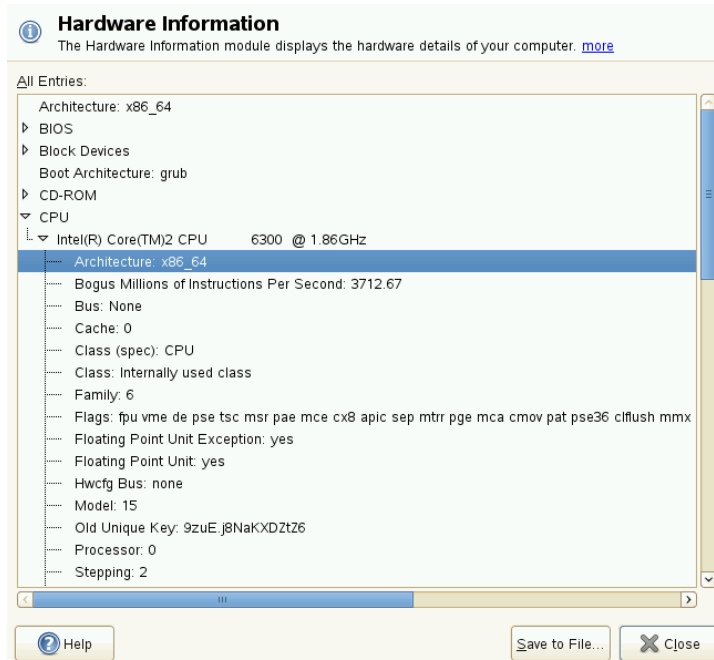 Hardware Information
The Hardware Information module displays the hardware details of your computer. more
All Entries:
Architecture: x86_64
BIOS
Block Devices
Boot Architecture: grub
CD-ROM
CPU
Intel(R) Core(TM)2 CPU 6300 @ 1.86GHz
Architecture: x86_64
Bogus Millions of Instructions Per Second: 3712.67
Bus: None
Cache: 0
Class (spec): CPU
Class: Internally used class
Family: 6
Flags: fpu vme de pse tsc msr pae mce cx8 apic sep mtrr pge mca cmov pat pse36 clflush mmx
Floating Point Unit Exception: yes
Floating Point Unit: yes
Hwcfg Bus: none
Model: 15
Old Unique Key: 9zuE.j8NaKXDZtZ6
Processor: 0
Stepping: 2
Help
Save to File...
Close